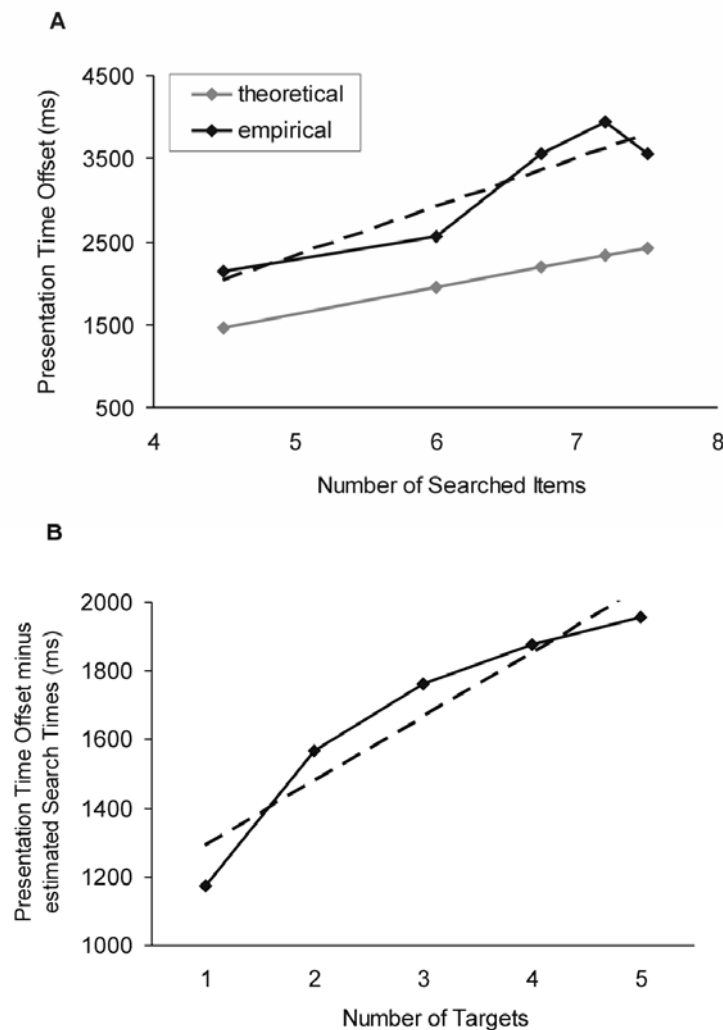 A
4500
3500
2500
1500
500
theoretical
empirical
Presentation Time Offset (ms)
4 5 6 7 8
Number of Searched Items
B
2000
1800
1600
1400
1200
1000
Presentation Time Offset minus
estimated Search Times (ms)
1 2 3 4 5
Number of Targets